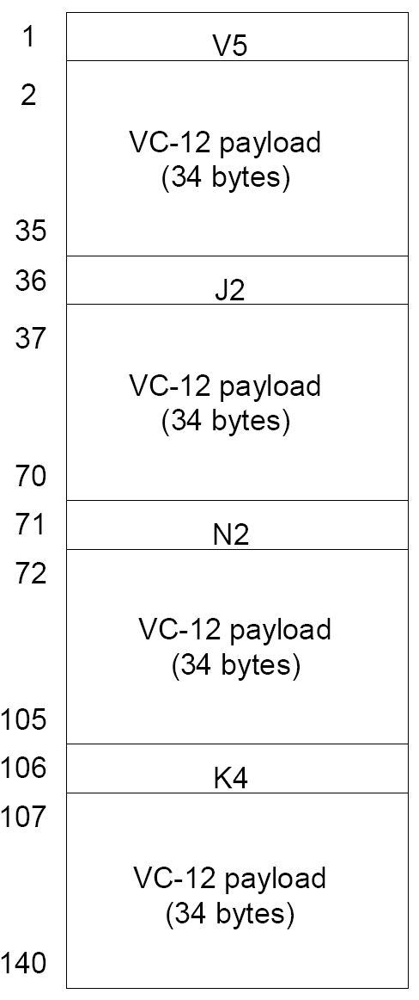 1
V5
2
VC-12 payload
(34 bytes)
35
36
J2
37
VC-12 payload
(34 bytes)
70
71
N2
72
VC-12 payload
(34 bytes)
105
106
K4
107
VC-12 payload
(34 bytes)
140